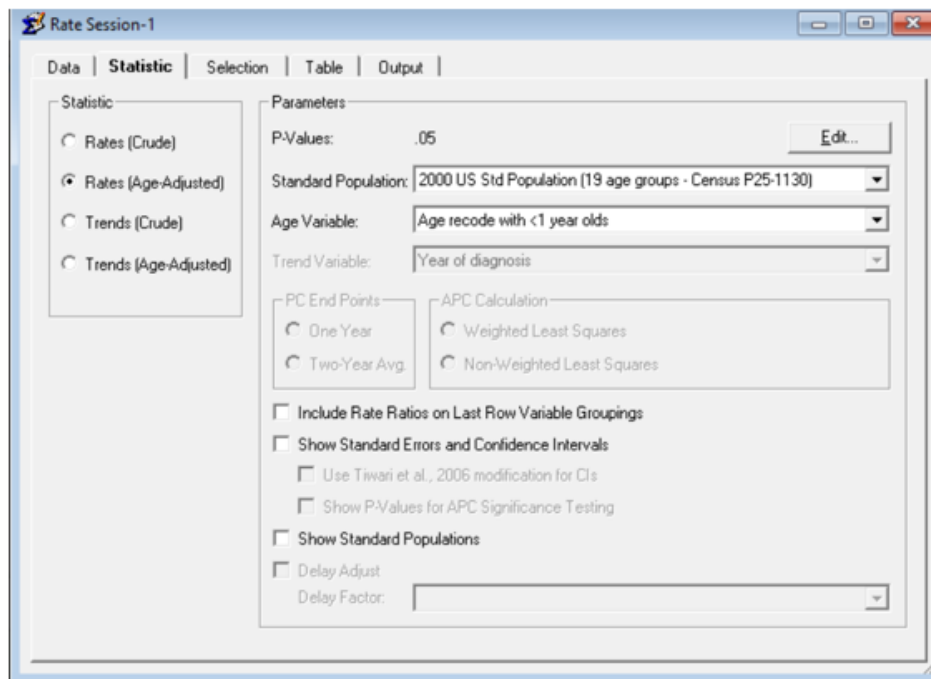 Rate Session-1
Data | Statistic | Selection | Table | Output |
Statistic
Rates (Crude)
Rates (Age-Adjusted)
Trends (Crude)
Trends (Age-Adjusted)
Parameters
P-Values: .05 Edit...
Standard Population: 2000 US Std Population (19 age groups - Census P25-1130)
Age Variable: Age recode with <1 year olds
Trend Variable: Year of diagnosis
PC End Points
One Year
Two-Year Avg.
APC Calculation
Weighted Least Squares
Non-Weighted Least Squares
Include Rate Ratios on Last Row Variable Groupings
Show Standard Errors and Confidence Intervals
Use Tiwari et al., 2006 modification for CIs
Show P-Values for APC Significance Testing
Show Standard Populations
Delay Adjust
Delay Factor: